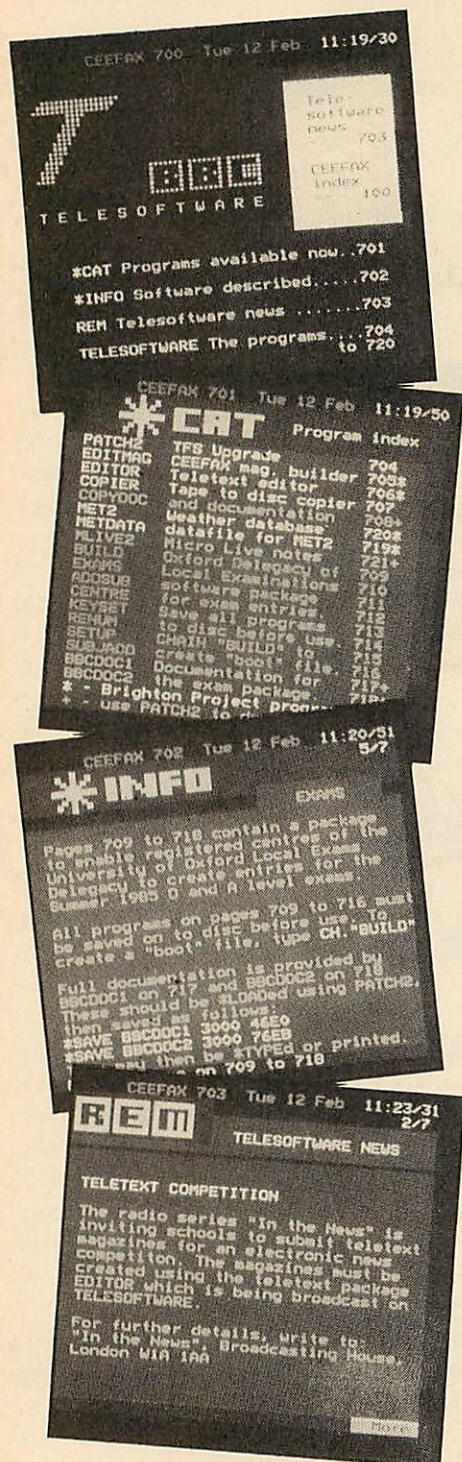 CEEFAX 700 Tue 12 Feb 11:19/30
T
BBC
TELESOFTWARE
Tele-
software
news
703
CEEFAX
index
100
*CAT Programs available now..701
*INFO Software described.....702
REM Telesoftware news .......703
TELESOFTWARE The programs....704
to 720
CEEFAX 701 Tue 12 Feb 11:19/50
*CAT Program index
PATCH2 TFS Upgrade 704
EDITMAG CEEFAX mag. builder 705*
EDITOR Teletext editor 706*
COPIER Tape to disc copier 707
COPYDOC and documentation 708+
MET2 Weather database 720*
METDATA datafile for MET2 719*
MLIVE2 Micro Live notes 721+
BUILD Oxford Delegacy of 709
EXAMS Local Examinations 710
ADDSUB software package 711
CENTRE for exam entries. 712
KEYSET Save all programs 713
RENUM to disc before use. 714
SETUP CHAIN "BUILD" to 715
SUBJADD create "boot" file. 716
BBCDOC1 Documentation for 717+
BBCDOC2 the exam package
* - Brighton Project
+ - use PATCH2 to
CEEFAX 702 Tue 12 Feb 11:20/51
5/7
*INFO
EXAMS
Pages 709 to 718 contain a package
to enable registered centres of the
University of Oxford Local Exams
Delegacy to create entries for the
Summer 1985 O and A level exams.
All programs on pages 709 to 716 must
be saved on to disc before use. To
create a "boot" file, type CH."BUILD"
Full documentation is provided by
BBCDOC1 on 717 and BBCDOC2 on 718
These should be *LOADed using PATCH2,
then saved as follows:
*SAVE BBCDOC1 3000 46E0
*SAVE BBCDOC2 3000 76EB
may then be *TYPEd or printed.
on 709 to 718
CEEFAX 703 Tue 12 Feb 11:23/31
2/7
REM
TELESOFTWARE NEWS
TELETEXT COMPETITION
The radio series "In the News" is
inviting schools to submit teletext
magazines for an electronic news
competiton. The magazines must be
created using the teletext package
EDITOR which is being broadcast on
TELESOFTWARE.
For further details, write to:
"In the News", Broadcasting House,
London W1A 1AA
More